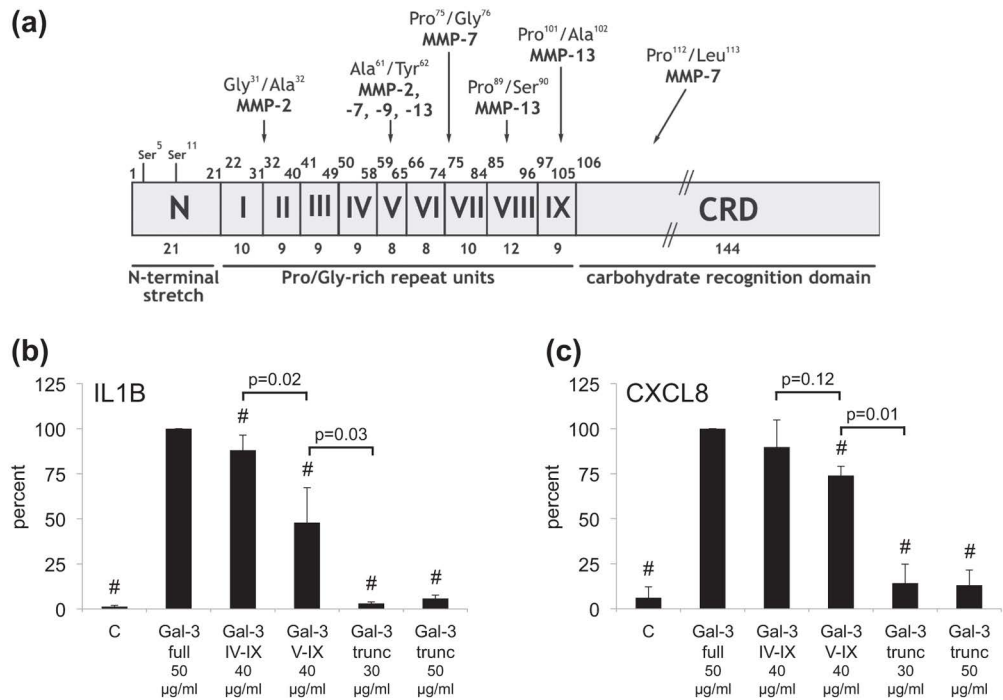 (a)
Pro⁷⁵/Gly⁷⁶
MMP-7
Pro¹⁰¹/Ala¹⁰²
MMP-13
Pro¹¹²/Leu¹¹³
MMP-7
Ala⁶¹/Tyr⁶²
MMP-2,
-7, -9, -13
Gly³¹/Ala³²
MMP-2
Pro⁸⁹/Ser⁹⁰
MMP-13
Ser⁵ Ser¹¹
1 21 22 31 32 40 41 49 50 58 59 65 66 74 75 84 85 96 97 105 106
N I II III IV V VI VII VIII IX CRD
21 10 9 9 9 8 8 10 12 9 144
N-terminal
stretch
Pro/Gly-rich repeat units
carbohydrate recognition domain
(b)
IL1B
percent
125
100
75
50
25
0
p=0.02
p=0.03
# # # # #
C
Gal-3
full
50
µg/ml
Gal-3
IV-IX
40
µg/ml
Gal-3
V-IX
40
µg/ml
Gal-3
trunc
30
µg/ml
Gal-3
trunc
50
µg/ml
(c)
CXCL8
percent
125
100
75
50
25
0
p=0.12
p=0.01
# # # #
C
Gal-3
full
50
µg/ml
Gal-3
IV-IX
40
µg/ml
Gal-3
V-IX
40
µg/ml
Gal-3
trunc
30
µg/ml
Gal-3
trunc
50
µg/ml